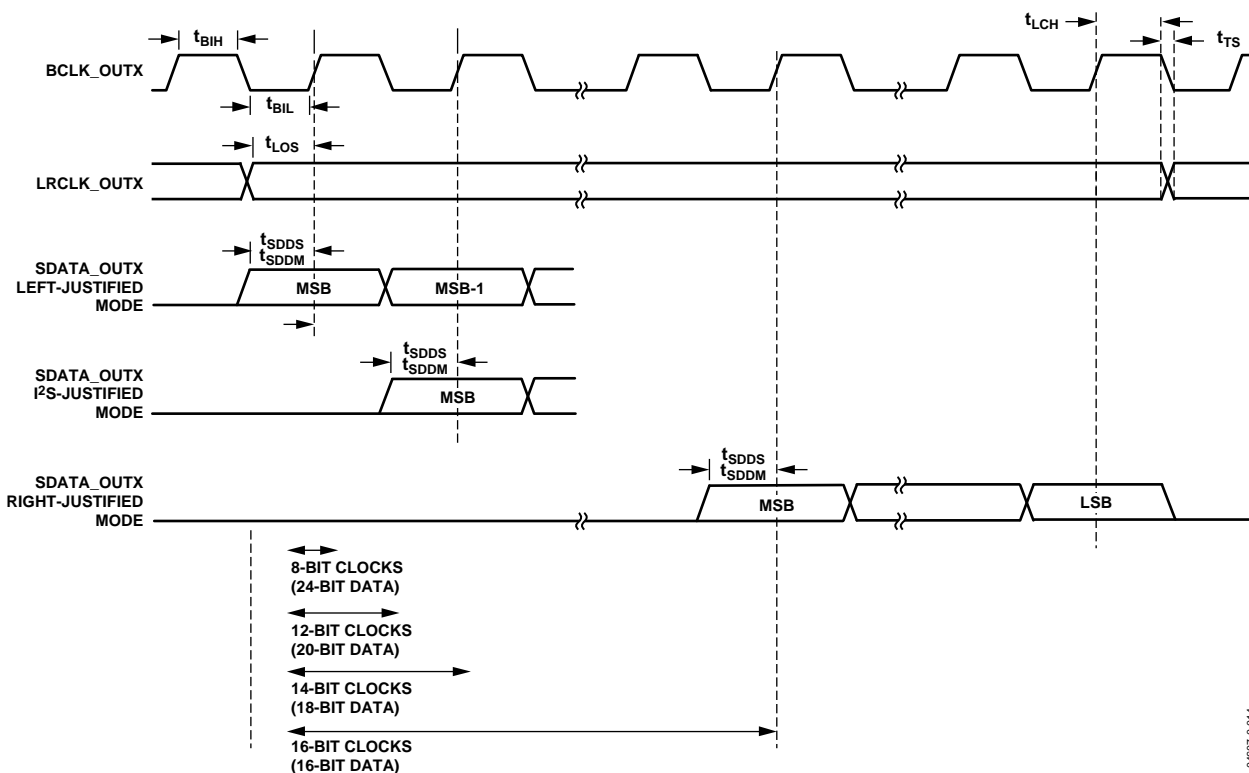 tBIH
tLCH
tTS
BCLK_OUTX
tBIL
tLOS
LRCLK_OUTX
tSDDS
tSDDM
SDATA_OUTX
LEFT-JUSTIFIED
MODE
MSB
MSB-1
tSDDS
tSDDM
SDATA_OUTX
I²S-JUSTIFIED
MODE
MSB
tSDDS
tSDDM
SDATA_OUTX
RIGHT-JUSTIFIED
MODE
MSB
LSB
8-BIT CLOCKS
(24-BIT DATA)
12-BIT CLOCKS
(20-BIT DATA)
14-BIT CLOCKS
(18-BIT DATA)
16-BIT CLOCKS
(16-BIT DATA)